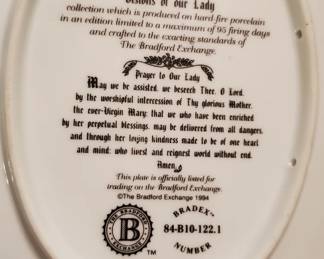 Visions of our Lady
collection which is produced on hard-fire porcelain
in an edition limited to a maximum of 95 firing days
and crafted to the exacting standards of
The Bradford Exchange.
Prayer to Our Lady
May we be assisted, we beseech Thee, O Lord,
by the worshipful intercession of Thy glorious Mother,
the ever-Virgin Mary; that we who have been enriched
by her perpetual blessings, may be delivered from all dangers,
and through her loving kindness made to be of one heart
and mind: who livest and reignest world without end.
Amen.
This plate is officially listed for
trading on the Bradford Exchange.
©The Bradford Exchange 1994
THE BRADFORD EXCHANGE
B
TM
BRADEX™
84-B10-122.1
NUMBER